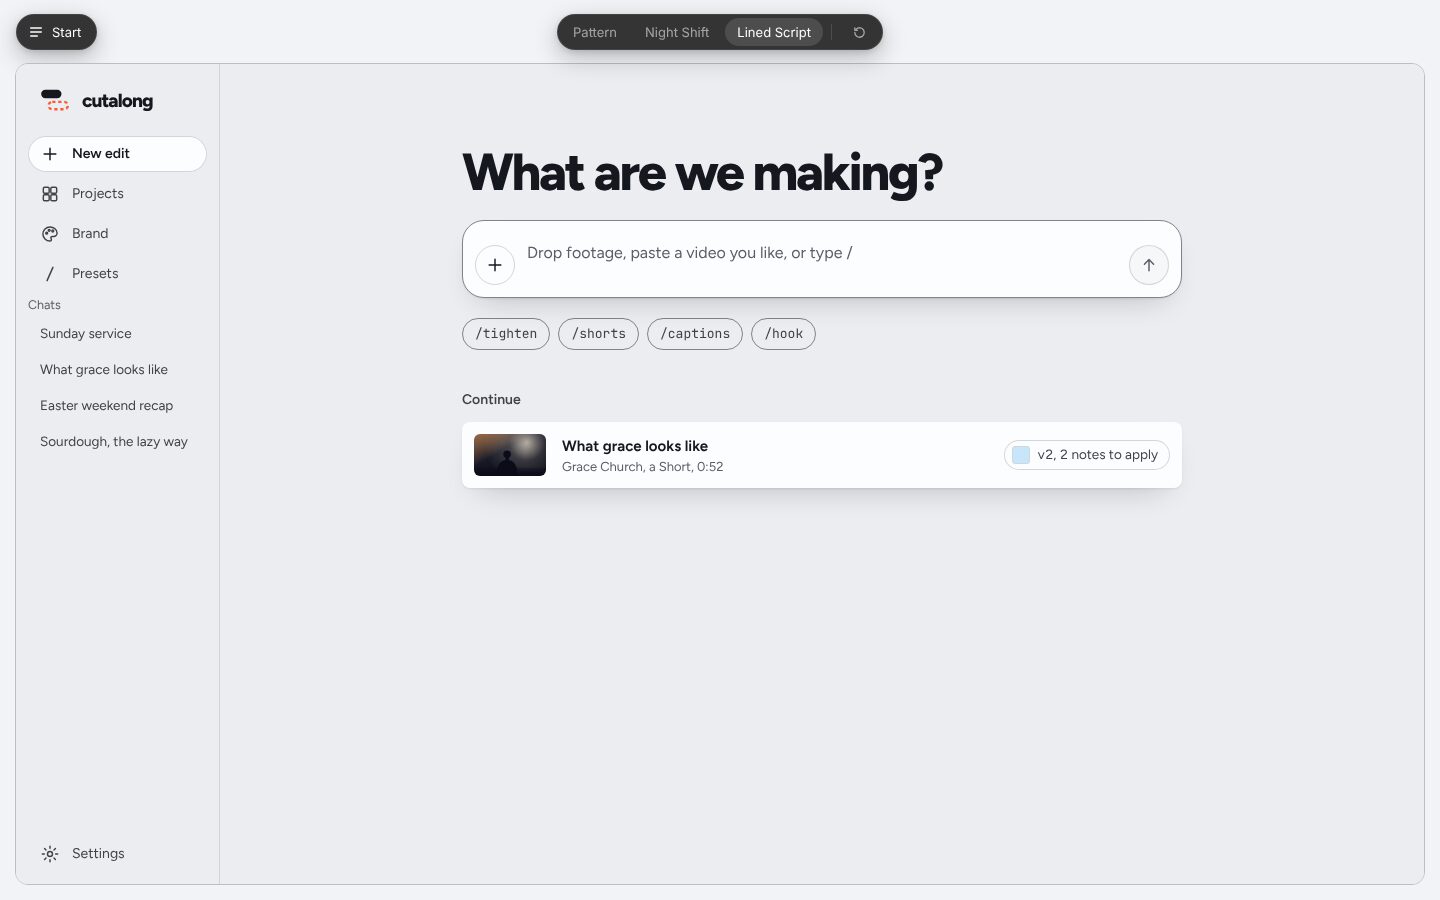 Start
Pattern
Night Shift
Lined Script
cutalong
New edit
Projects
Brand
Presets
Chats
Sunday service
What grace looks like
Easter weekend recap
Sourdough, the lazy way
Settings
What are we making?
Drop footage, paste a video you like, or type /
/tighten
/shorts
/captions
/hook
Continue
What grace looks like
Grace Church, a Short, 0:52
v2, 2 notes to apply